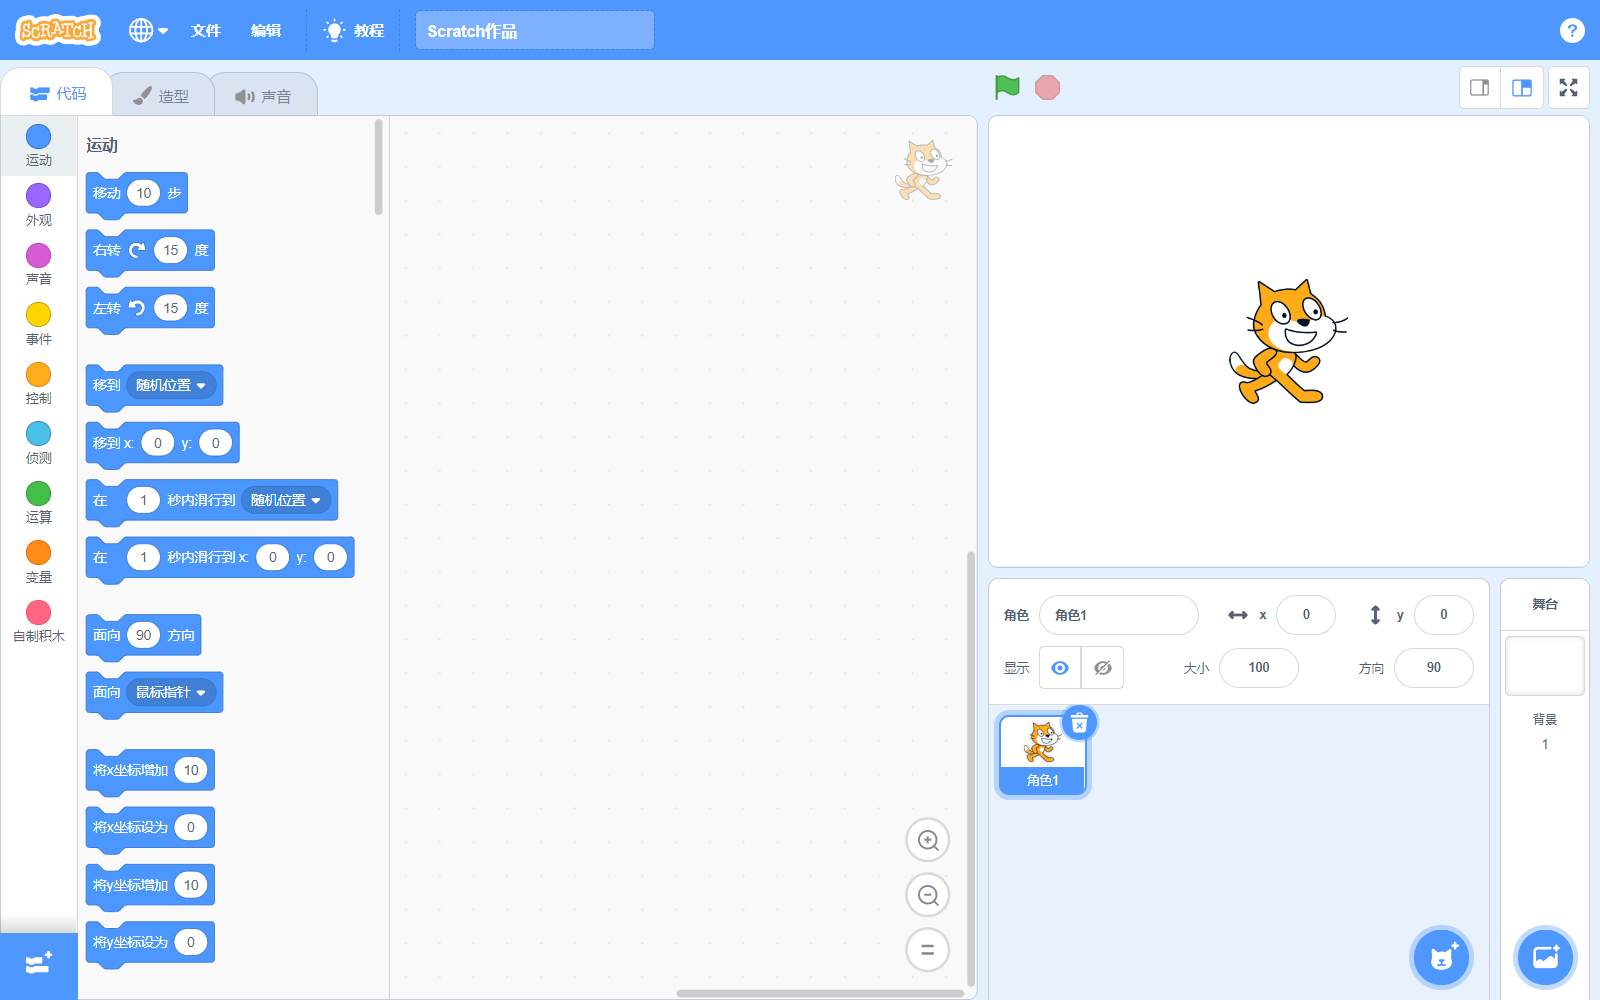 SCRATCH 文件 编辑 教程 Scratch作品 ?
代码 造型 声音
运动
外观
声音
事件
控制
侦测
运算
变量
自制积木
运动
移动 10 步
右转 15 度
左转 15 度
移到 随机位置
移到 x: 0 y: 0
在 1 秒内滑行到 随机位置
在 1 秒内滑行到 x: 0 y: 0
面向 90 方向
面向 鼠标指针
将x坐标增加 10
将x坐标设为 0
将y坐标增加 10
将y坐标设为 0
角色 角色1 x 0 y 0
显示 大小 100 方向 90
角色1
舞台
背景
1